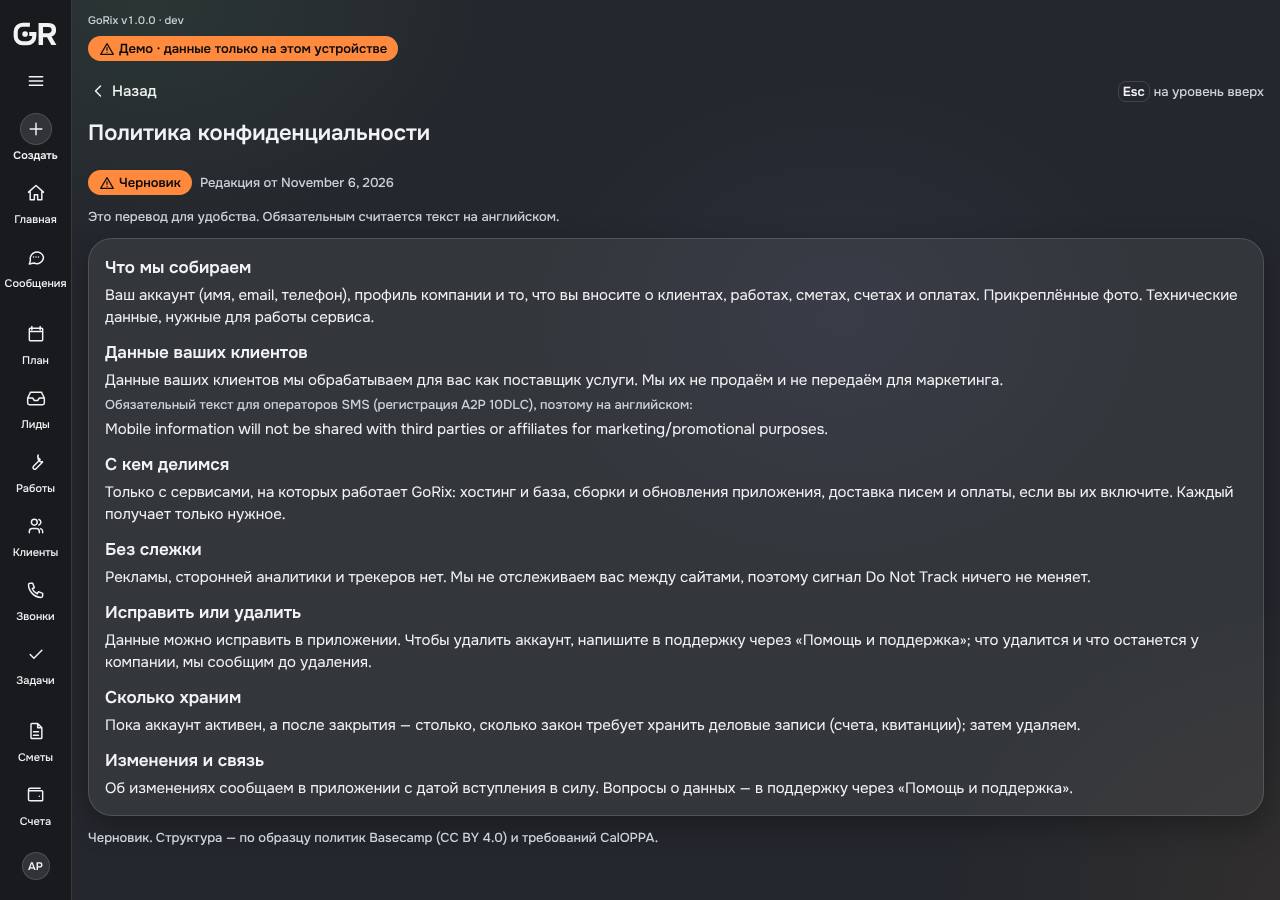 GR
GoRix v1.0.0 · dev
Демо · данные только на этом устройстве
Назад
Esc на уровень вверх
Политика конфиденциальности
Черновик Редакция от November 6, 2026
Это перевод для удобства. Обязательным считается текст на английском.
Что мы собираем
Ваш аккаунт (имя, email, телефон), профиль компании и то, что вы вносите о клиентах, работах, сметах, счетах и оплатах. Прикреплённые фото. Технические
данные, нужные для работы сервиса.
Данные ваших клиентов
Данные ваших клиентов мы обрабатываем для вас как поставщик услуги. Мы их не продаём и не передаём для маркетинга.
Обязательный текст для операторов SMS (регистрация A2P 10DLC), поэтому на английском:
Mobile information will not be shared with third parties or affiliates for marketing/promotional purposes.
С кем делимся
Только с сервисами, на которых работает GoRix: хостинг и база, сборки и обновления приложения, доставка писем и оплаты, если вы их включите. Каждый
получает только нужное.
Без слежки
Рекламы, сторонней аналитики и трекеров нет. Мы не отслеживаем вас между сайтами, поэтому сигнал Do Not Track ничего не меняет.
Исправить или удалить
Данные можно исправить в приложении. Чтобы удалить аккаунт, напишите в поддержку через «Помощь и поддержка»; что удалится и что останется у
компании, мы сообщим до удаления.
Сколько храним
Пока аккаунт активен, а после закрытия — столько, сколько закон требует хранить деловые записи (счета, квитанции); затем удаляем.
Изменения и связь
Об изменениях сообщаем в приложении с датой вступления в силу. Вопросы о данных — в поддержку через «Помощь и поддержка».
Черновик. Структура — по образцу политик Basecamp (CC BY 4.0) и требований CalOPPA.
Создать
Главная
Сообщения
План
Лиды
Работы
Клиенты
Звонки
Задачи
Сметы
Счета
AP